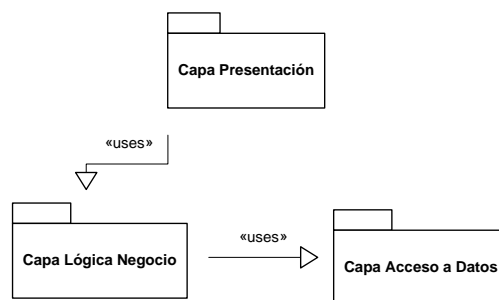 Capa Presentación
«uses»
Capa Lógica Negocio
«uses»
Capa Acceso a Datos